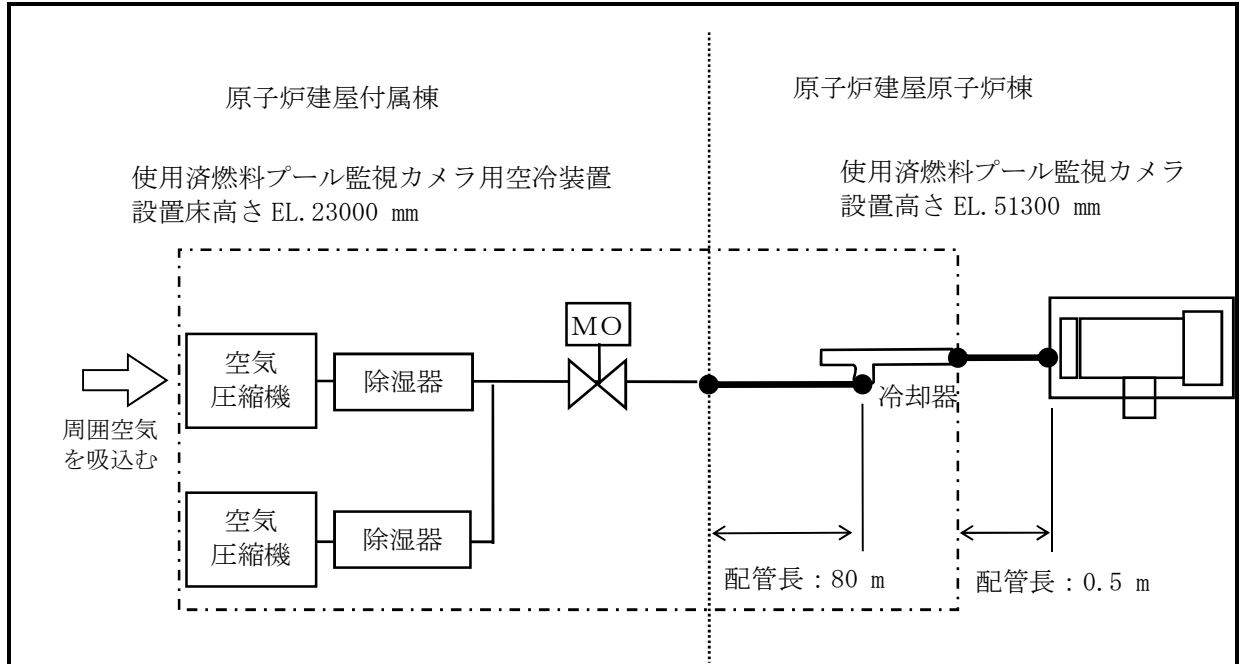 原子炉建屋付属棟
原子炉建屋原子炉棟
使用済燃料プール監視カメラ用空冷装置
設置床高さ EL.23000 mm
使用済燃料プール監視カメラ
設置高さ EL.51300 mm
MO
空気
圧縮機
除湿器
冷却器
周囲空気
を吸込む
空気
圧縮機
除湿器
配管長：80 m
配管長：0.5 m